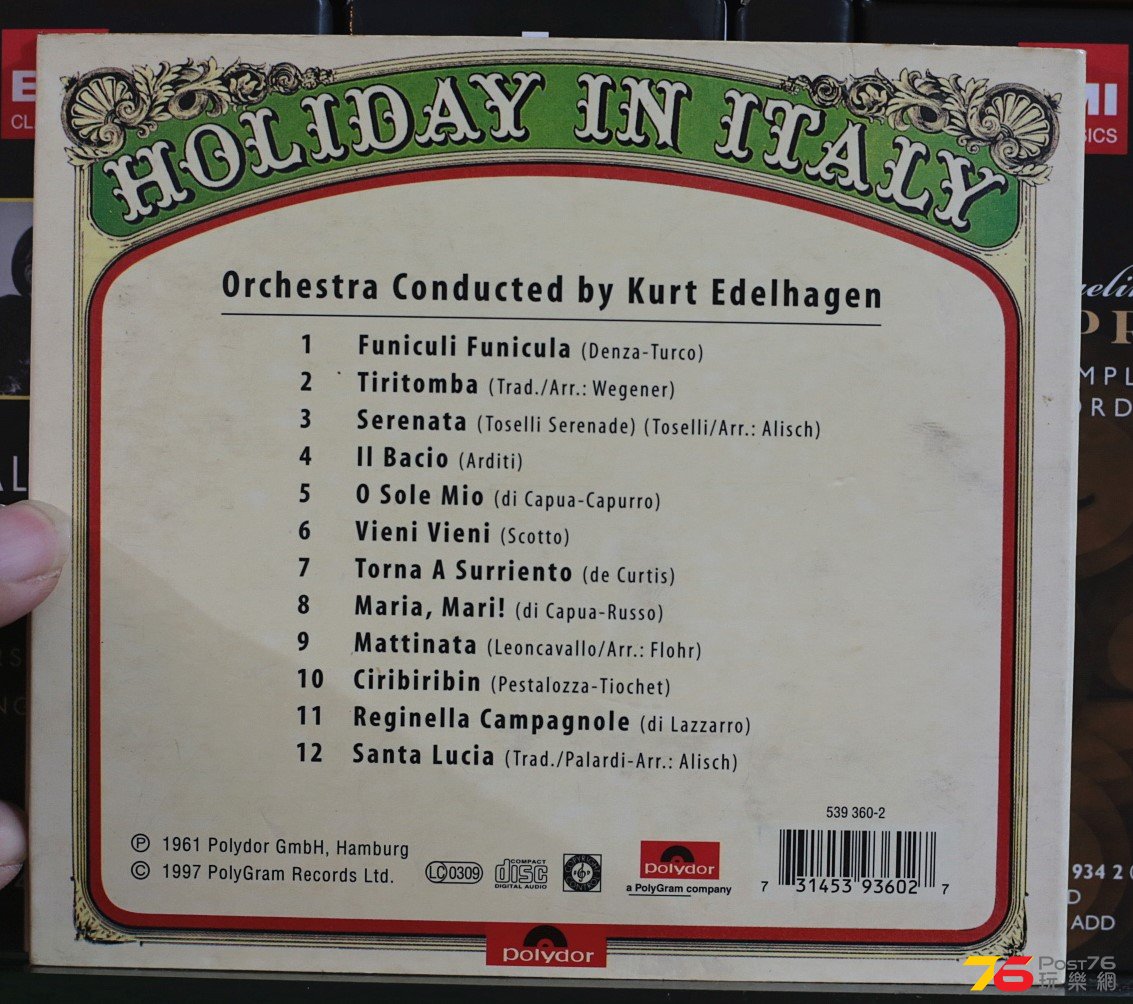 HOLIDAY IN ITALY
Orchestra Conducted by Kurt Edelhagen
1 Funiculi Funicula (Denza-Turco)
2 Tiritomba (Trad./Arr.: Wegener)
3 Serenata (Toselli Serenade) (Toselli/Arr.: Alisch)
4 Il Bacio (Arditi)
5 O Sole Mio (di Capua-Capurro)
6 Vieni Vieni (Scotto)
7 Torna A Surriento (de Curtis)
8 Maria, Mari! (di Capua-Russo)
9 Mattinata (Leoncavallo/Arr.: Flohr)
10 Ciribiribin (Pestalozza-Tiochet)
11 Reginella Campagnole (di Lazzarro)
12 Santa Lucia (Trad./Palardi-Arr.: Alisch)
539 360-2
℗ 1961 Polydor GmbH, Hamburg
© 1997 PolyGram Records Ltd.
LC 0309
COMPACT disc DIGITAL AUDIO
polydor
a PolyGram company
7 31453 93602 7
polydor
934 2
ADD
76 Post76
玩樂網